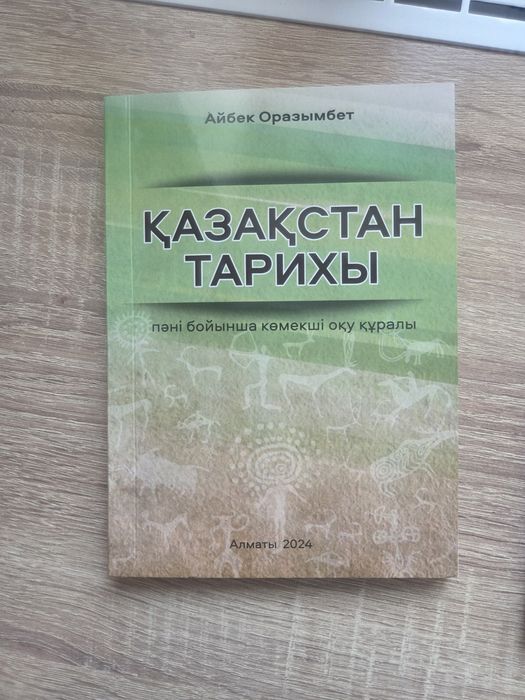 Айбек Оразымбет
ҚАЗАҚСТАН
ТАРИХЫ
пәні бойынша көмекші оқу құралы
Алматы 2024